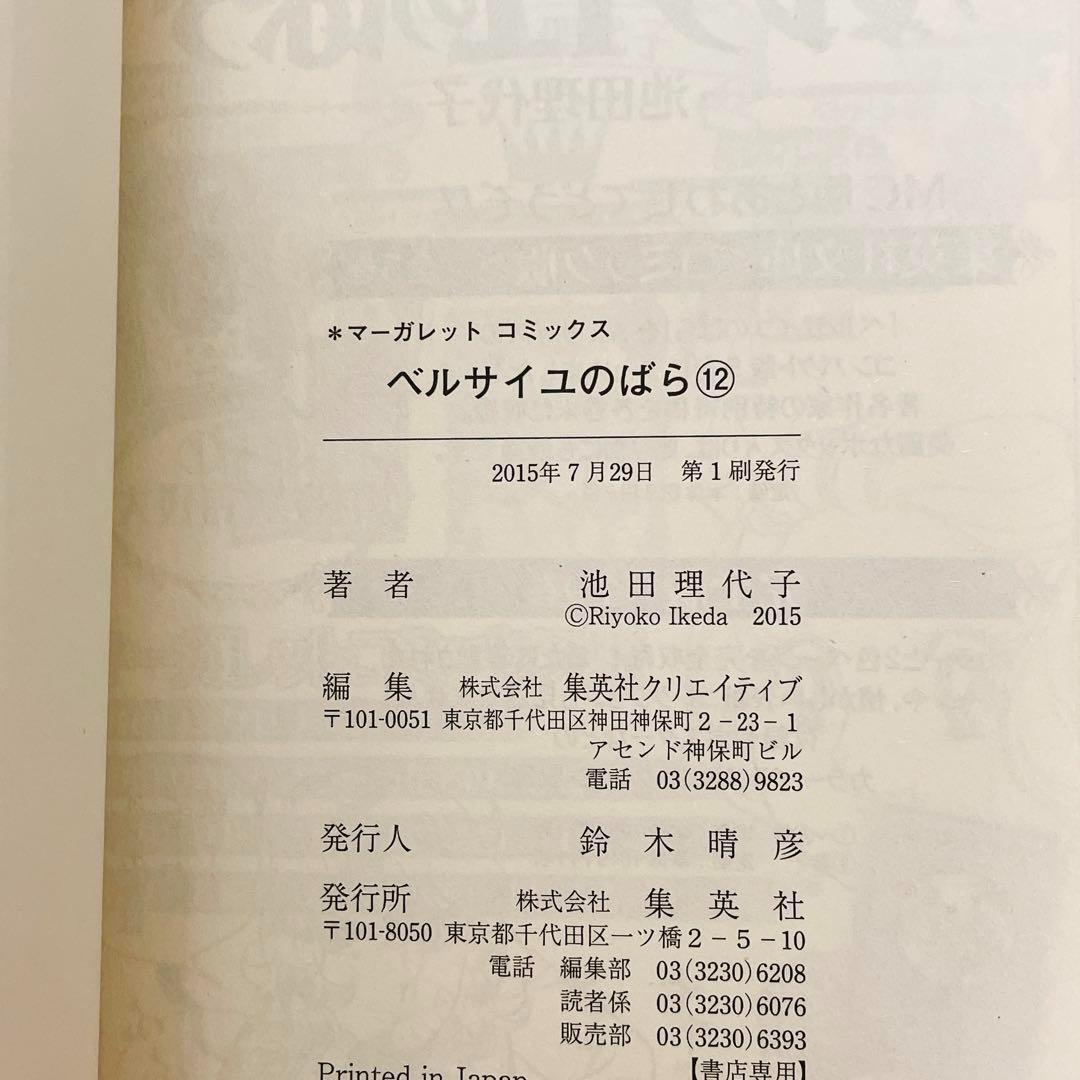 ＊マーガレット コミックス
ベルサイユのばら⑫
2015年7月29日 第1刷発行
著 者 池田理代子
©Riyoko Ikeda 2015
編 集 株式会社 集英社クリエイティブ
〒101-0051 東京都千代田区神田神保町2－23－1
アセンド神保町ビル
電話 03(3288)9823
発行人 鈴木晴彦
発行所 株式会社 集英社
〒101-8050 東京都千代田区一ツ橋2－5－10
電話 編集部 03(3230)6208
読者係 03(3230)6076
販売部 03(3230)6393
Printed in Japan 【書店専用】